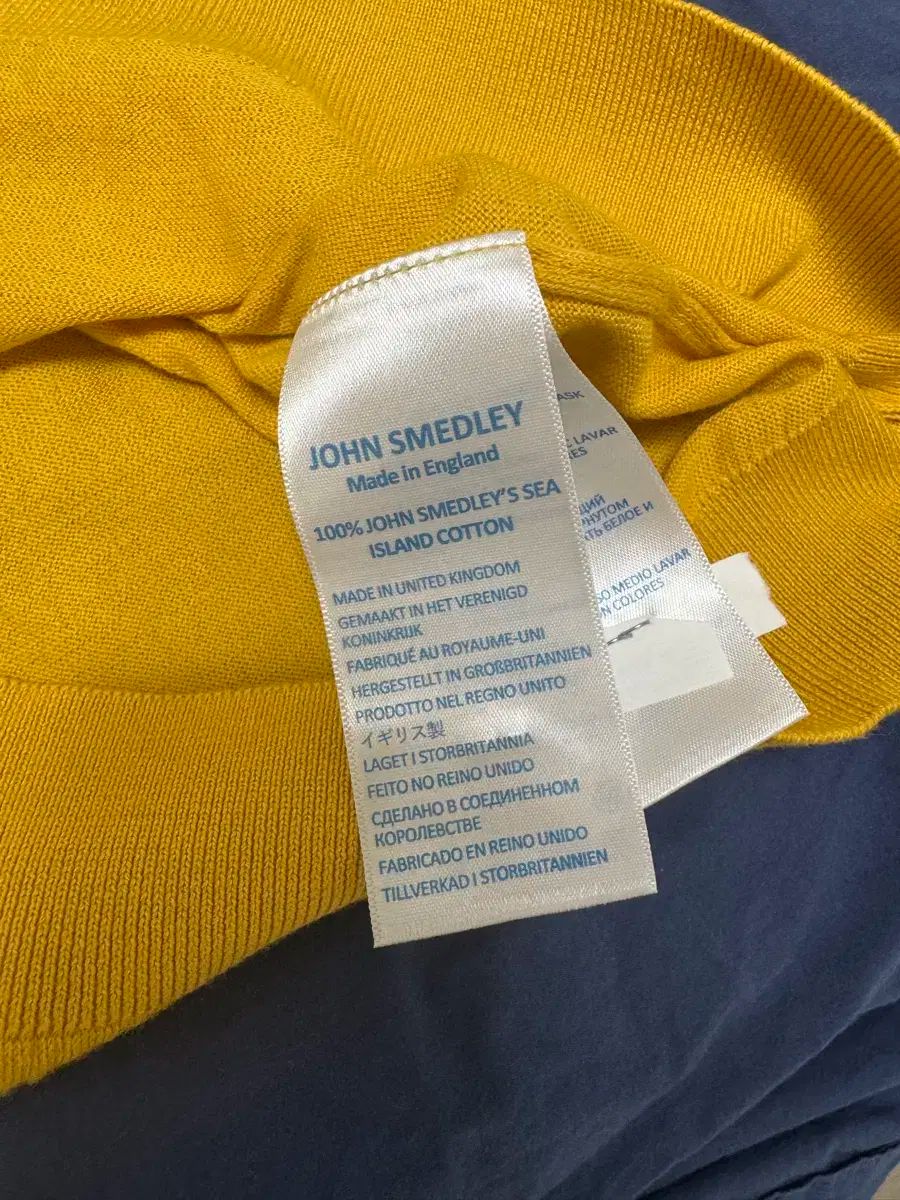 JOHN SMEDLEY
Made in England
100% JOHN SMEDLEY'S SEA
ISLAND COTTON
MADE IN UNITED KINGDOM
GEMAAKT IN HET VERENIGD
KONINKRIJK
FABRIQUÉ AU ROYAUME-UNI
HERGESTELLT IN GROßBRITANNIEN
PRODOTTO NEL REGNO UNITO
イギリス製
LAGET I STORBRITANNIA
FEITO NO REINO UNIDO
СДЕЛАНО В СОЕДИНЕННОМ
КОРОЛЕВСТВЕ
FABRICADO EN REINO UNIDO
TILLVERKAD I STORBRITANNIEN
LAVAR
БЕЛОЕ И
MEDIO LAVAR
N COLORES